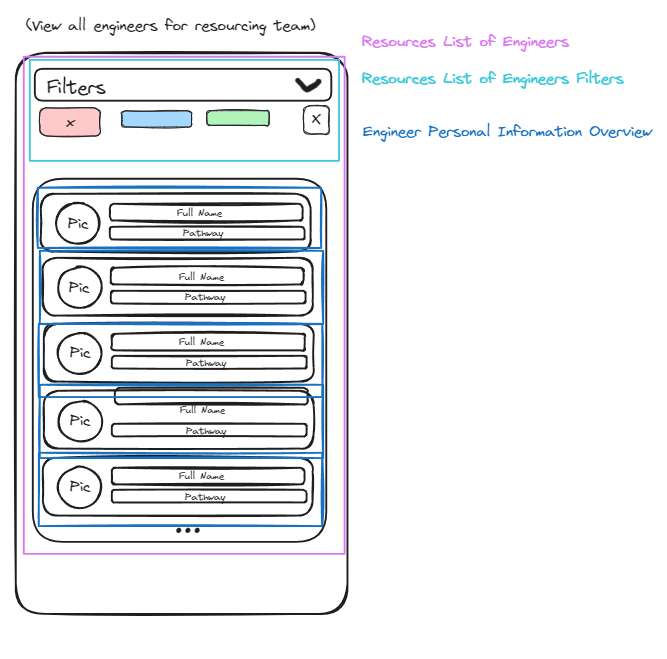 (View all engineers for resourcing team)
Resources List of Engineers
Resources List of Engineers Filters
Filters
x
X
Engineer Personal Information Overview
Pic
Full Name
Pathway
Pic
Full Name
Pathway
Pic
Full Name
Pathway
Pic
Full Name
Pathway
Pic
Full Name
Pathway
...